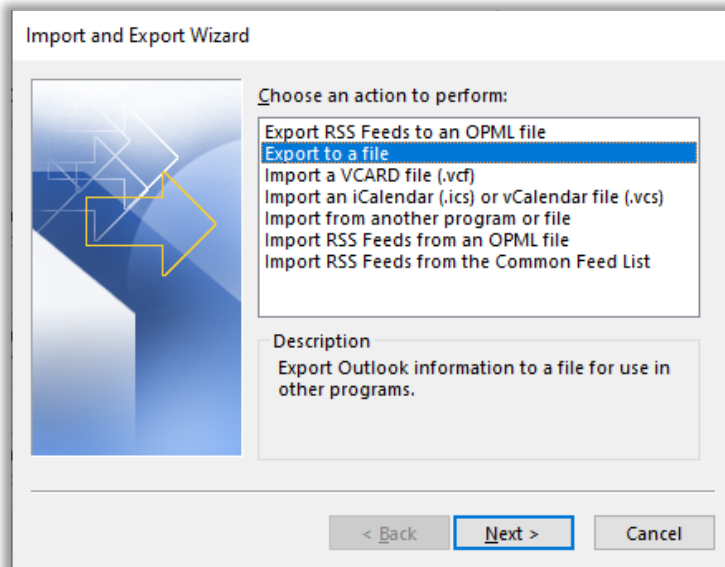 Import and Export Wizard
Choose an action to perform:
Export RSS Feeds to an OPML file
Export to a file
Import a VCARD file (.vcf)
Import an iCalendar (.ics) or vCalendar file (.vcs)
Import from another program or file
Import RSS Feeds from an OPML file
Import RSS Feeds from the Common Feed List
Description
Export Outlook information to a file for use in
other programs.
< Back Next > Cancel